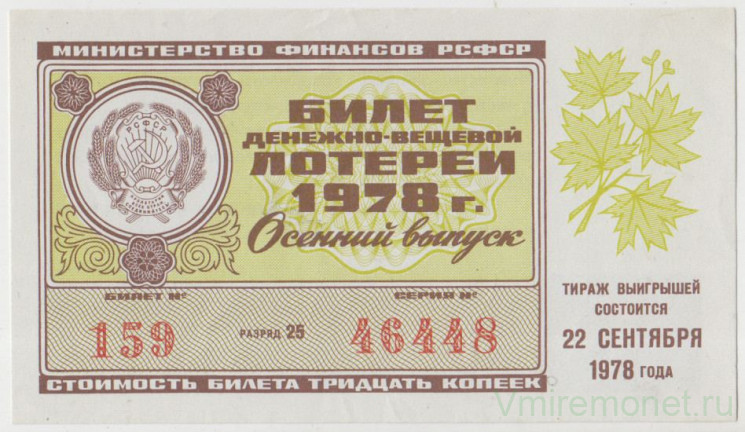 МИНИСТЕРСТВО ФИНАНСОВ РСФСР
РСФСР
БИЛЕТ
ДЕНЕЖНО-ВЕЩЕВОЙ
ЛОТЕРЕИ
1978 г.
Осенний выпуск
БИЛЕТ № СЕРИЯ №
159 РАЗРЯД 25 46448
СТОИМОСТЬ БИЛЕТА ТРИДЦАТЬ КОПЕЕК
ТИРАЖ ВЫИГРЫШЕЙ
СОСТОИТСЯ
22 СЕНТЯБРЯ
1978 ГОДА
Vmiremonet.ru